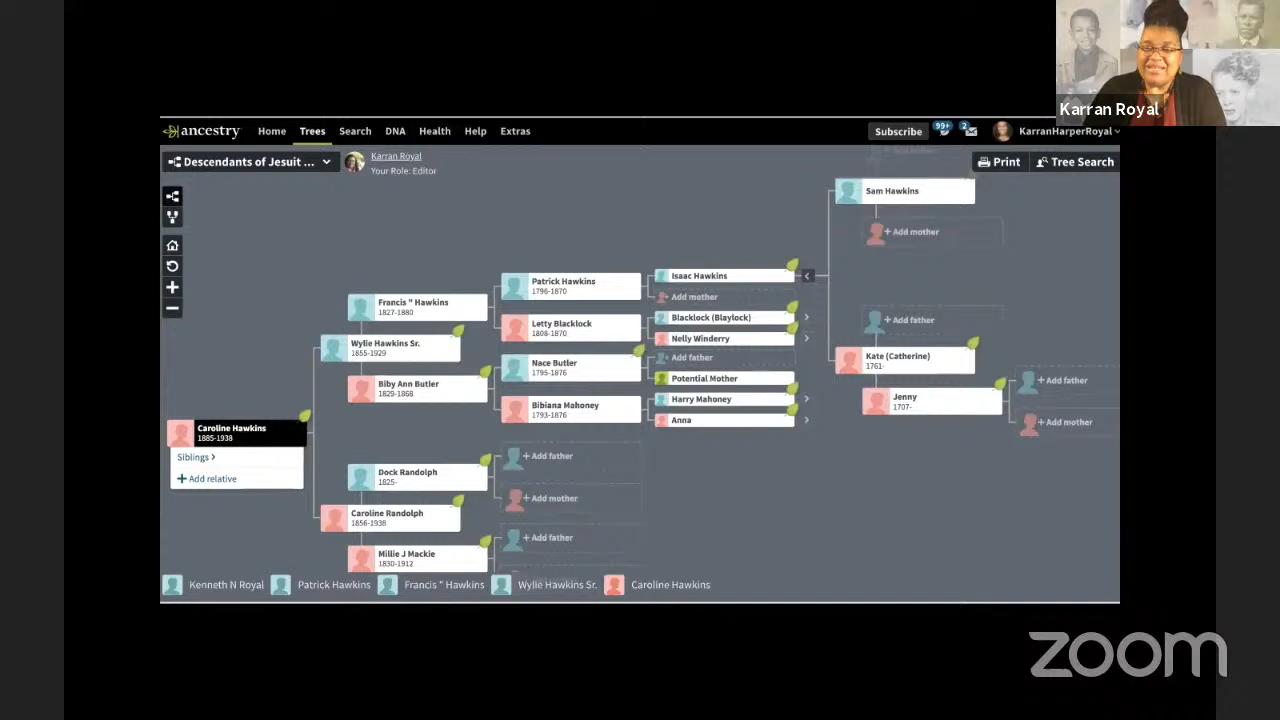 Karran Royal
ancestry
Home Trees Search DNA Health Help Extras
Subscribe 99+ 2 KarranHarperRoyal
Descendants of Jesuit ...
Karran Royal
Your Role: Editor
Print Tree Search
Sam Hawkins
+ Add mother
Isaac Hawkins
Patrick Hawkins
1796-1870
+ Add mother
Francis " Hawkins
1827-1880
Blacklock (Blaylock)
Letty Blacklock
1808-1870
+ Add father
Nelly Winderry
Wylie Hawkins Sr.
1855-1929
Kate (Catherine)
1761-
+ Add father
Nace Butler
1795-1876
Potential Mother
Biby Ann Butler
1829-1868
+ Add father
Jenny
1707-
Harry Mahoney
Bibiana Mahoney
1793-1876
Anna
+ Add mother
Caroline Hawkins
1885-1938
Siblings >
+ Add relative
+ Add father
Dock Randolph
1825-
+ Add mother
Caroline Randolph
1856-1938
+ Add father
Millie J Mackie
1830-1912
Kenneth N Royal Patrick Hawkins Francis " Hawkins Wylie Hawkins Sr. Caroline Hawkins
zoom